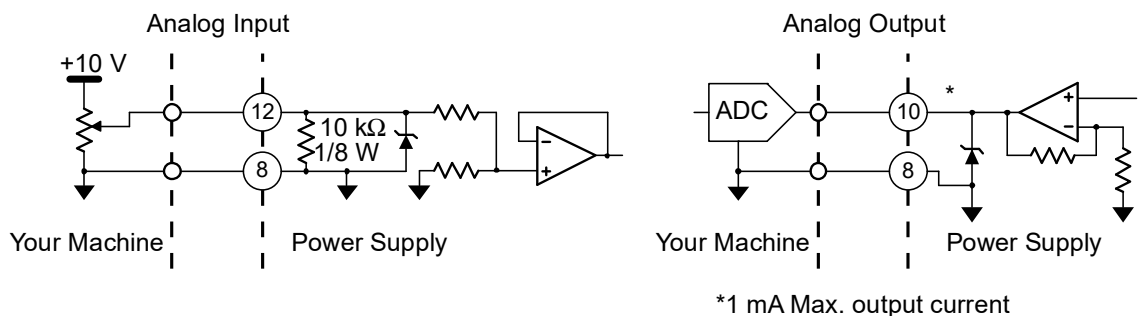 Analog Input
+10 V
12
10 kΩ
1/8 W
8
-
+
Your Machine
Power Supply
Analog Output
ADC
10
*
+
-
8
Your Machine
Power Supply
*1 mA Max. output current